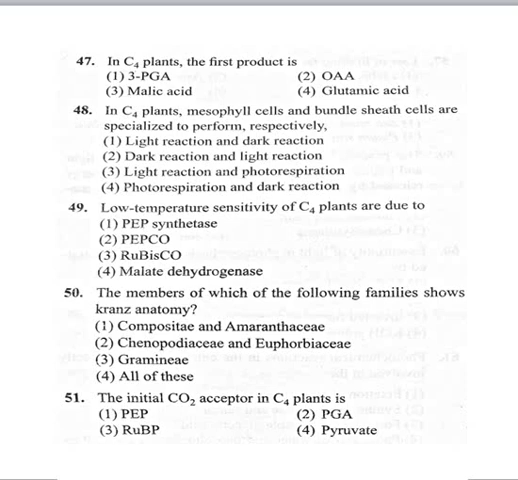 47. In C₄ plants, the first product is
(1) 3-PGA (2) OAA
(3) Malic acid (4) Glutamic acid
48. In C₄ plants, mesophyll cells and bundle sheath cells are
specialized to perform, respectively,
(1) Light reaction and dark reaction
(2) Dark reaction and light reaction
(3) Light reaction and photorespiration
(4) Photorespiration and dark reaction
49. Low-temperature sensitivity of C₄ plants are due to
(1) PEP synthetase
(2) PEPCO
(3) RuBisCO
(4) Malate dehydrogenase
50. The members of which of the following families shows
kranz anatomy?
(1) Compositae and Amaranthaceae
(2) Chenopodiaceae and Euphorbiaceae
(3) Gramineae
(4) All of these
51. The initial CO₂ acceptor in C₄ plants is
(1) PEP (2) PGA
(3) RuBP (4) Pyruvate